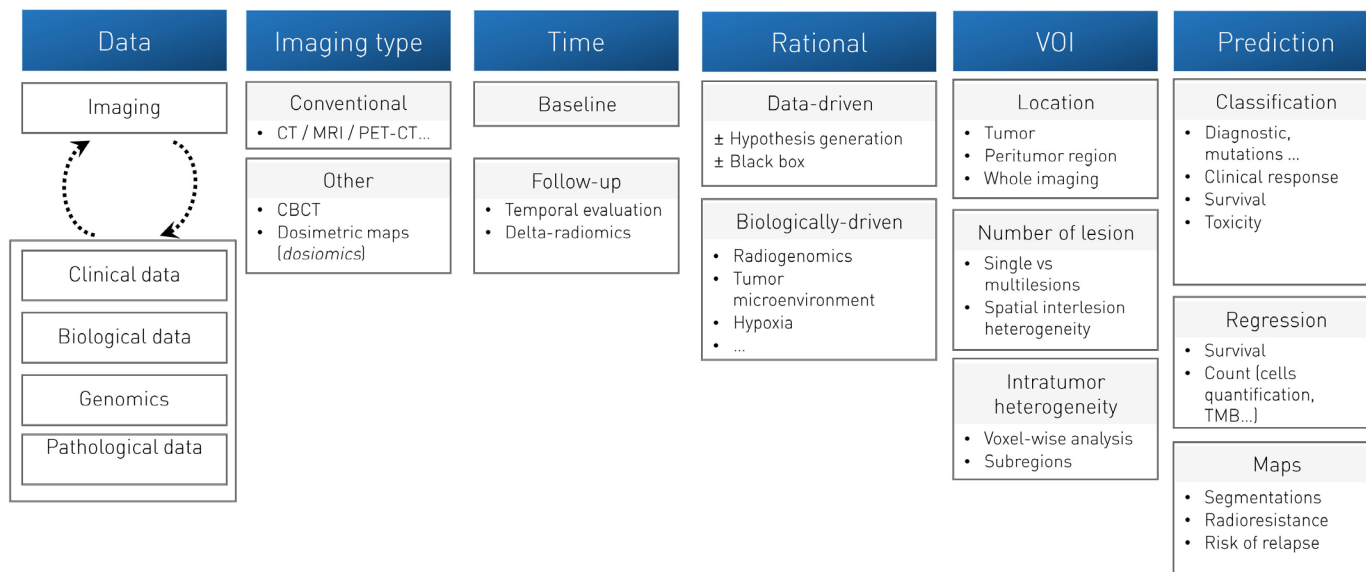 Data
Imaging
Clinical data
Biological data
Genomics
Pathological data
Imaging type
Conventional
• CT / MRI / PET-CT...
Other
• CBCT
• Dosimetric maps
(dosiomics)
Time
Baseline
Follow-up
• Temporal evaluation
• Delta-radiomics
Rational
Data-driven
± Hypothesis generation
± Black box
Biologically-driven
• Radiogenomics
• Tumor
microenvironment
• Hypoxia
• ...
VOI
Location
• Tumor
• Peritumor region
• Whole imaging
Number of lesion
• Single vs
multilesions
• Spatial interlesion
heterogeneity
Intratumor
heterogeneity
• Voxel-wise analysis
• Subregions
Prediction
Classification
• Diagnostic,
mutations ...
• Clinical response
• Survival
• Toxicity
Regression
• Survival
• Count (cells
quantification,
TMB...)
Maps
• Segmentations
• Radioresistance
• Risk of relapse